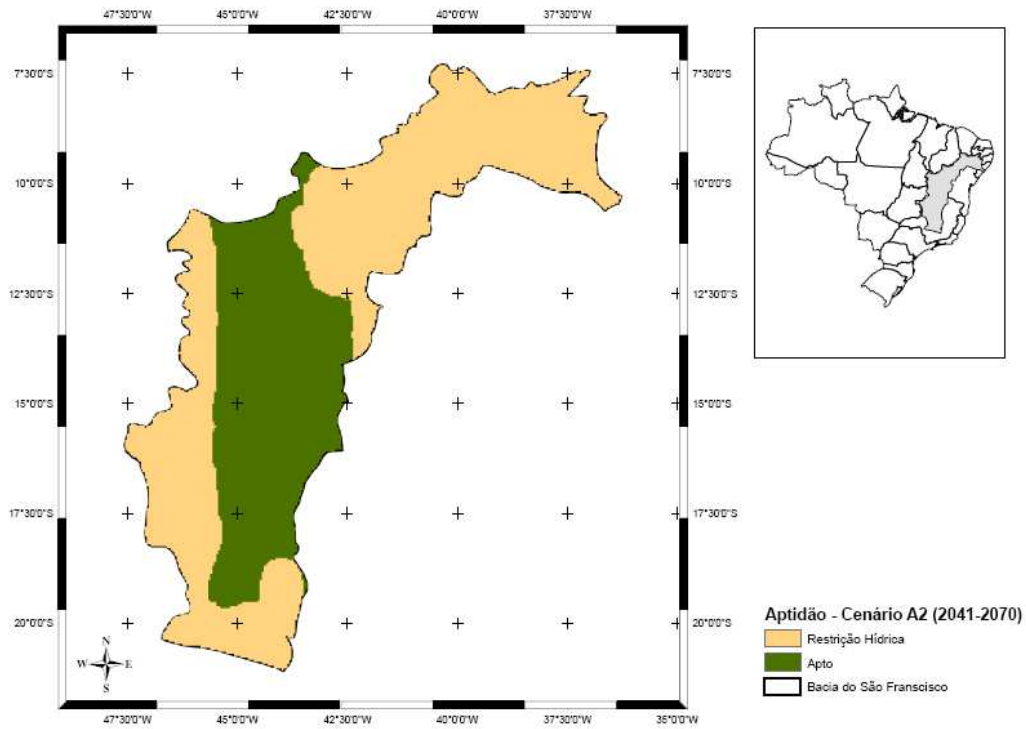 47°30'0"W 45°0'0"W 42°30'0"W 40°0'0"W 37°30'0"W
7°30'0"S 7°30'0"S
10°0'0"S 10°0'0"S
12°30'0"S 12°30'0"S
15°0'0"S 15°0'0"S
17°30'0"S 17°30'0"S
20°0'0"S 20°0'0"S
N
W E
S
47°30'0"W 45°0'0"W 42°30'0"W 40°0'0"W 37°30'0"W 35°0'0"W
Aptidão - Cenário A2 (2041-2070)
Restrição Hídrica
Apto
Bacia do São Franscisco